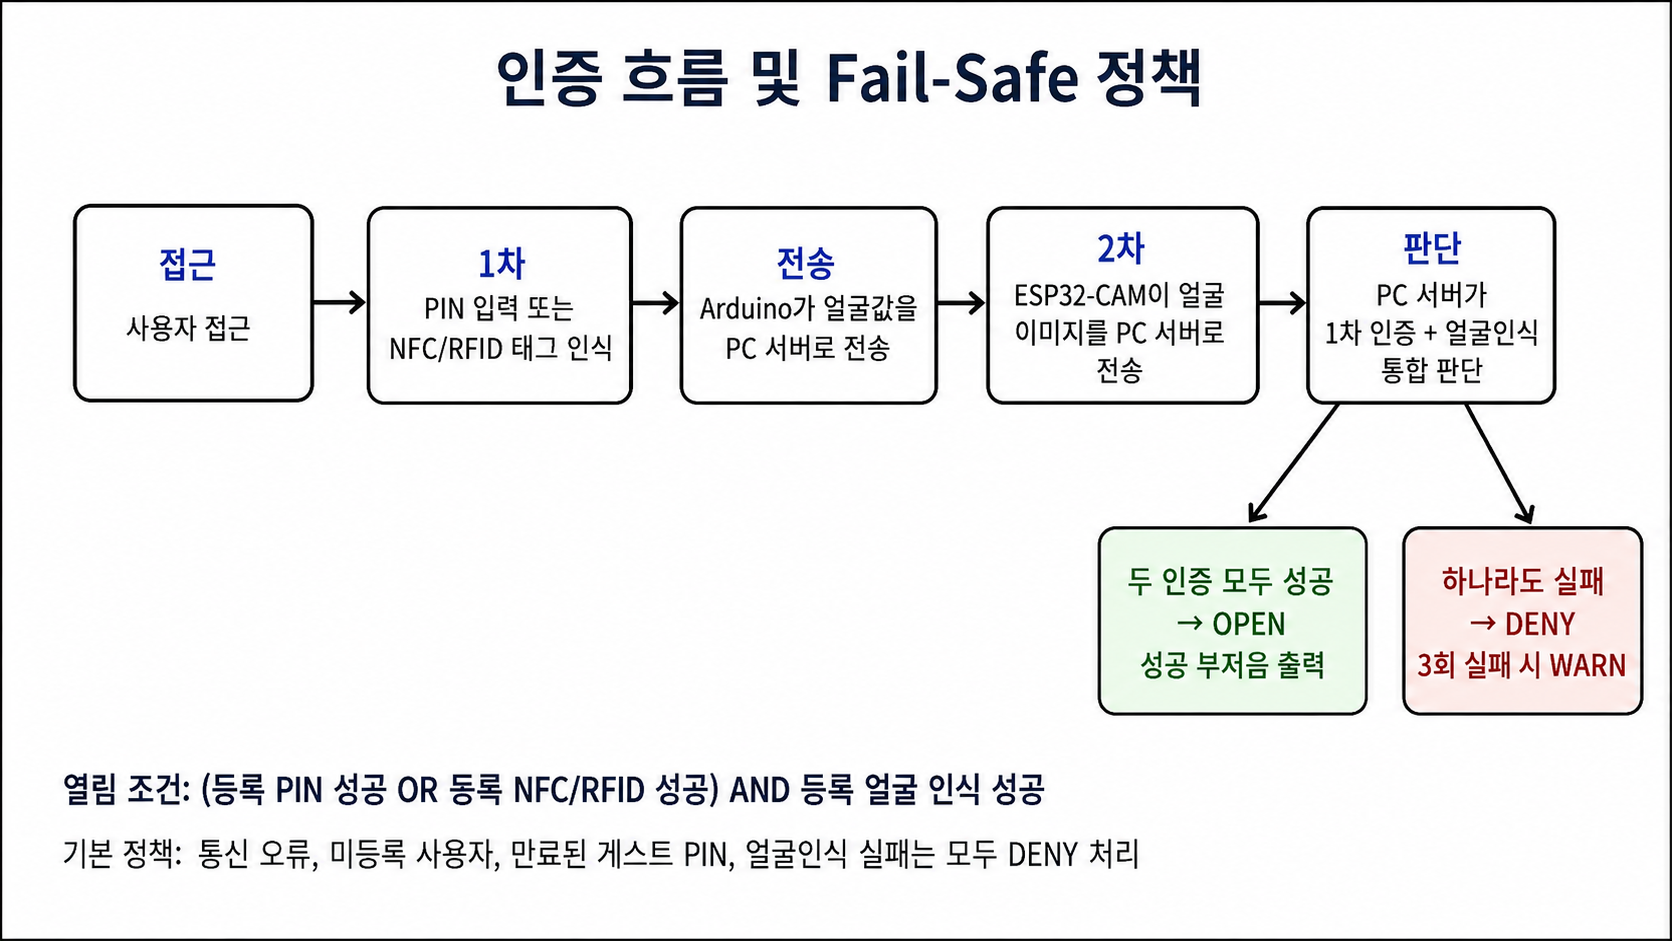 인증 흐름 및 Fail-Safe 정책
접근
사용자 접근
1차
PIN 입력 또는
NFC/RFID 태그 인식
전송
Arduino가 얼굴값을
PC 서버로 전송
2차
ESP32-CAM이 얼굴
이미지를 PC 서버로
전송
판단
PC 서버가
1차 인증 + 얼굴인식
통합 판단
두 인증 모두 성공
→ OPEN
성공 부저음 출력
하나라도 실패
→ DENY
3회 실패 시 WARN
열림 조건: (등록 PIN 성공 OR 등록 NFC/RFID 성공) AND 등록 얼굴 인식 성공
기본 정책: 통신 오류, 미등록 사용자, 만료된 게스트 PIN, 얼굴인식 실패는 모두 DENY 처리